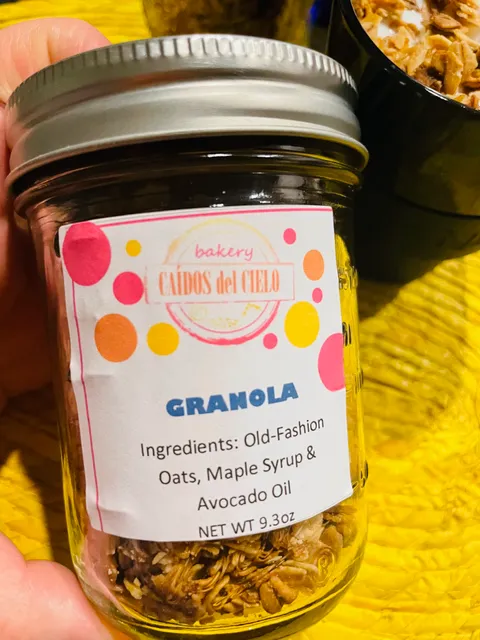 bakery
CAÍDOS del CIELO
GRANOLA
Ingredients: Old-Fashion
Oats, Maple Syrup &
Avocado Oil
NET WT 9.3oz